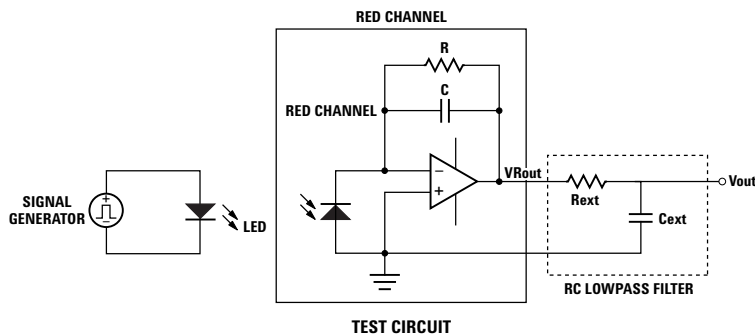 RED CHANNEL
R
C
RED CHANNEL
−
+
VRout
Vout
Rext
Cext
SIGNAL
GENERATOR
+
−
LED
RC LOWPASS FILTER
TEST CIRCUIT